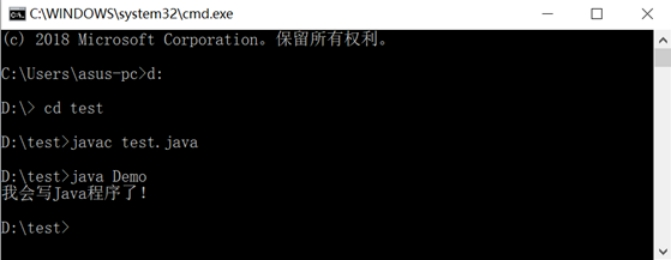 C:\WINDOWS\system32\cmd.exe
(c) 2018 Microsoft Corporation。保留所有权利。
C:\Users\asus-pc>d:
D:\> cd test
D:\test>javac test.java
D:\test>java Demo
我会写Java程序了！
D:\test>